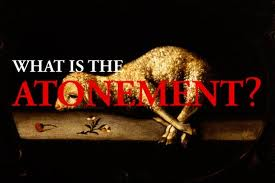 WHAT IS THE
ATONEMENT?